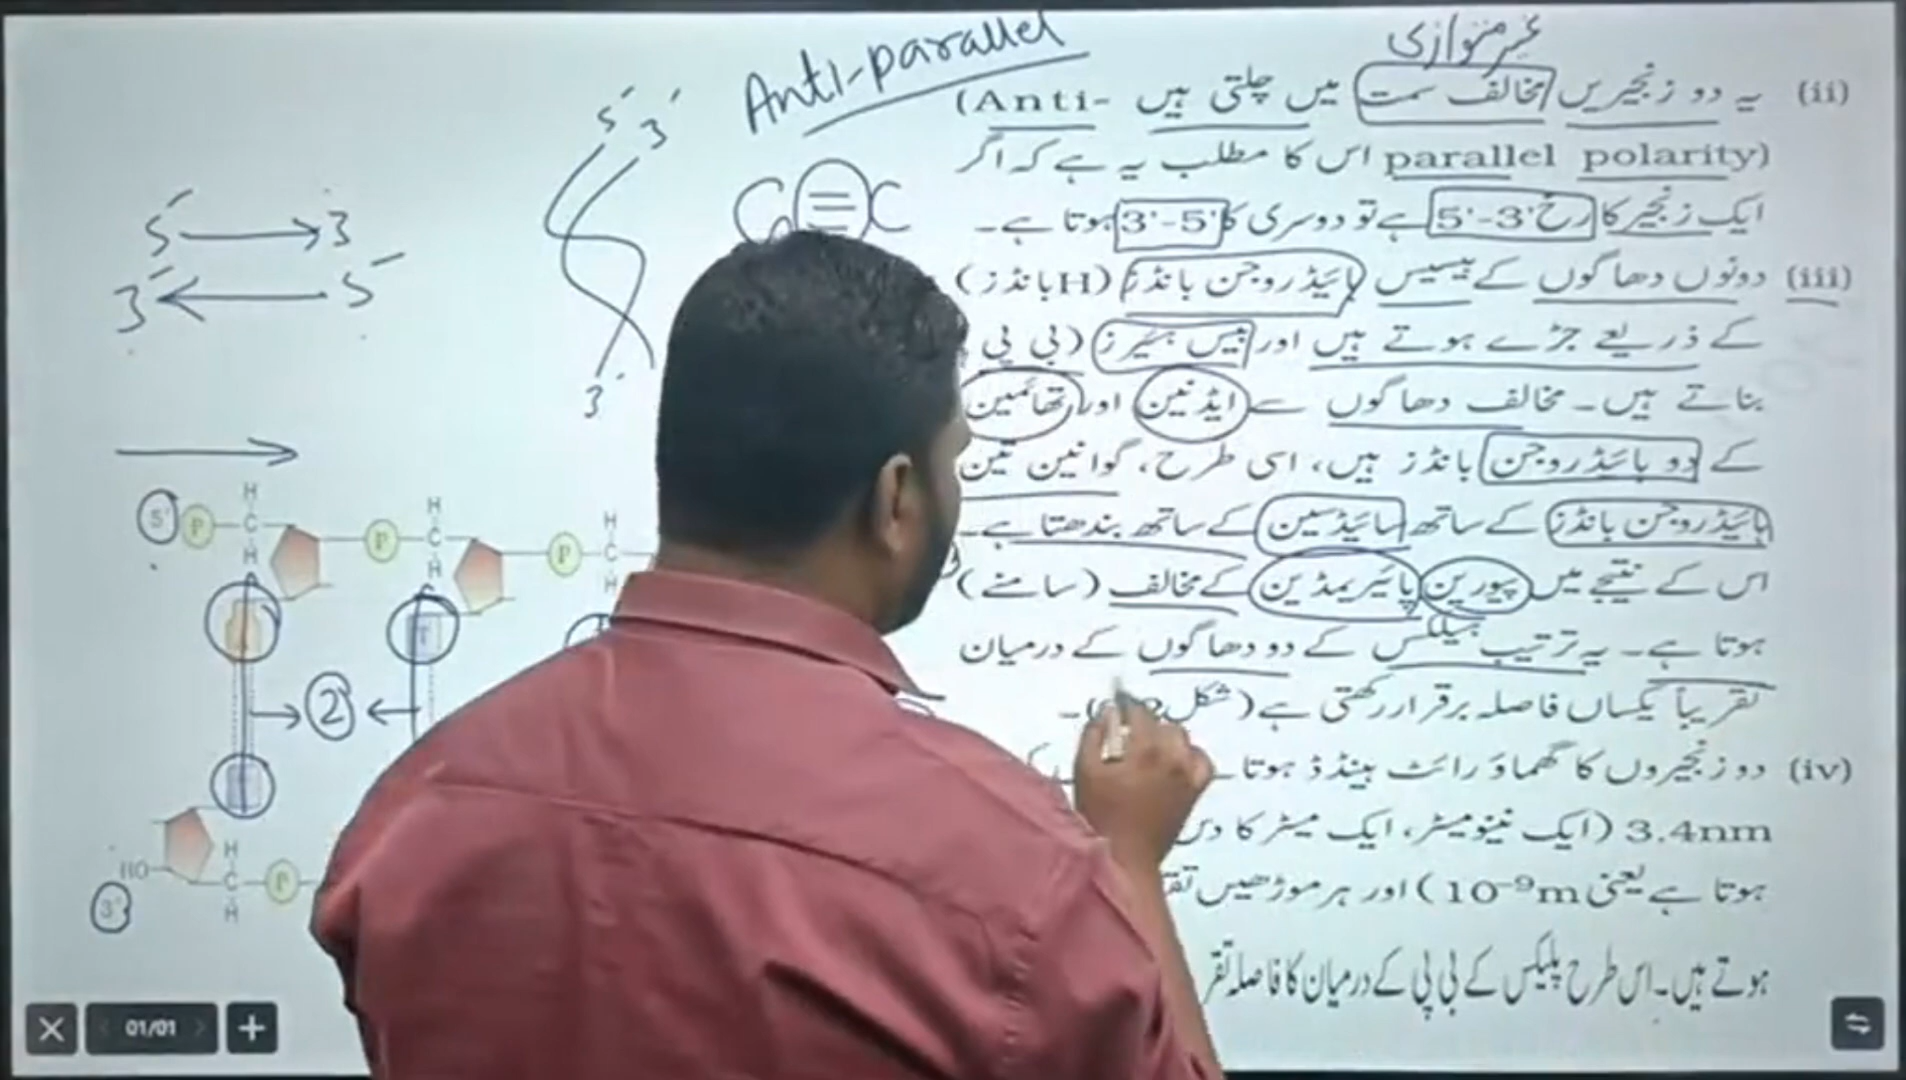 Anti-parallel
غیر متوازی
5′ 3′
G≡C
5′ → 3′
3′ ← 5′
3′
(ii) یہ دو زنجیریں مخالف سمت میں چلتی ہیں (Anti-
parallel polarity) اس کا مطلب یہ ہے کہ اگر
ایک زنجیر کا رخ 5'-3' ہے تو دوسری کا 3'-5' ہوتا ہے۔
(iii) دونوں دھاگوں کے بیسیس ہائیڈروجن بانڈز (H بانڈز)
کے ذریعے جڑے ہوتے ہیں اور بیس پیئرز (بی پی
بناتے ہیں۔ مخالف دھاگوں سے ایڈنین اور تھائمین
کے دو ہائیڈروجن بانڈز ہیں، اسی طرح، گوانین تین
ہائیڈروجن بانڈز کے ساتھ سائیڈسین کے ساتھ بندھتا ہے۔
اس کے نتیجے میں پیورین پائیریمڈین کے مخالف (سامنے)
ہوتا ہے۔ یہ ترتیب ہیلکس کے دو دھاگوں کے درمیان
تقریباً یکساں فاصلہ برقرار رکھتی ہے (شکل
(iv) دو زنجیروں کا گھماؤ رائٹ ہینڈڈ ہوتا
3.4nm (ایک نینو میٹر، ایک میٹر کا دس
ہوتا ہے یعنی 10⁻⁹m) اور ہر موڑ میں
ہوتے ہیں۔ اس طرح ہیلکس کے بی پی کے درمیان کا فاصلہ
5' P H C H P H C H P H C H
T
2
HO H C H P
3'
01/01